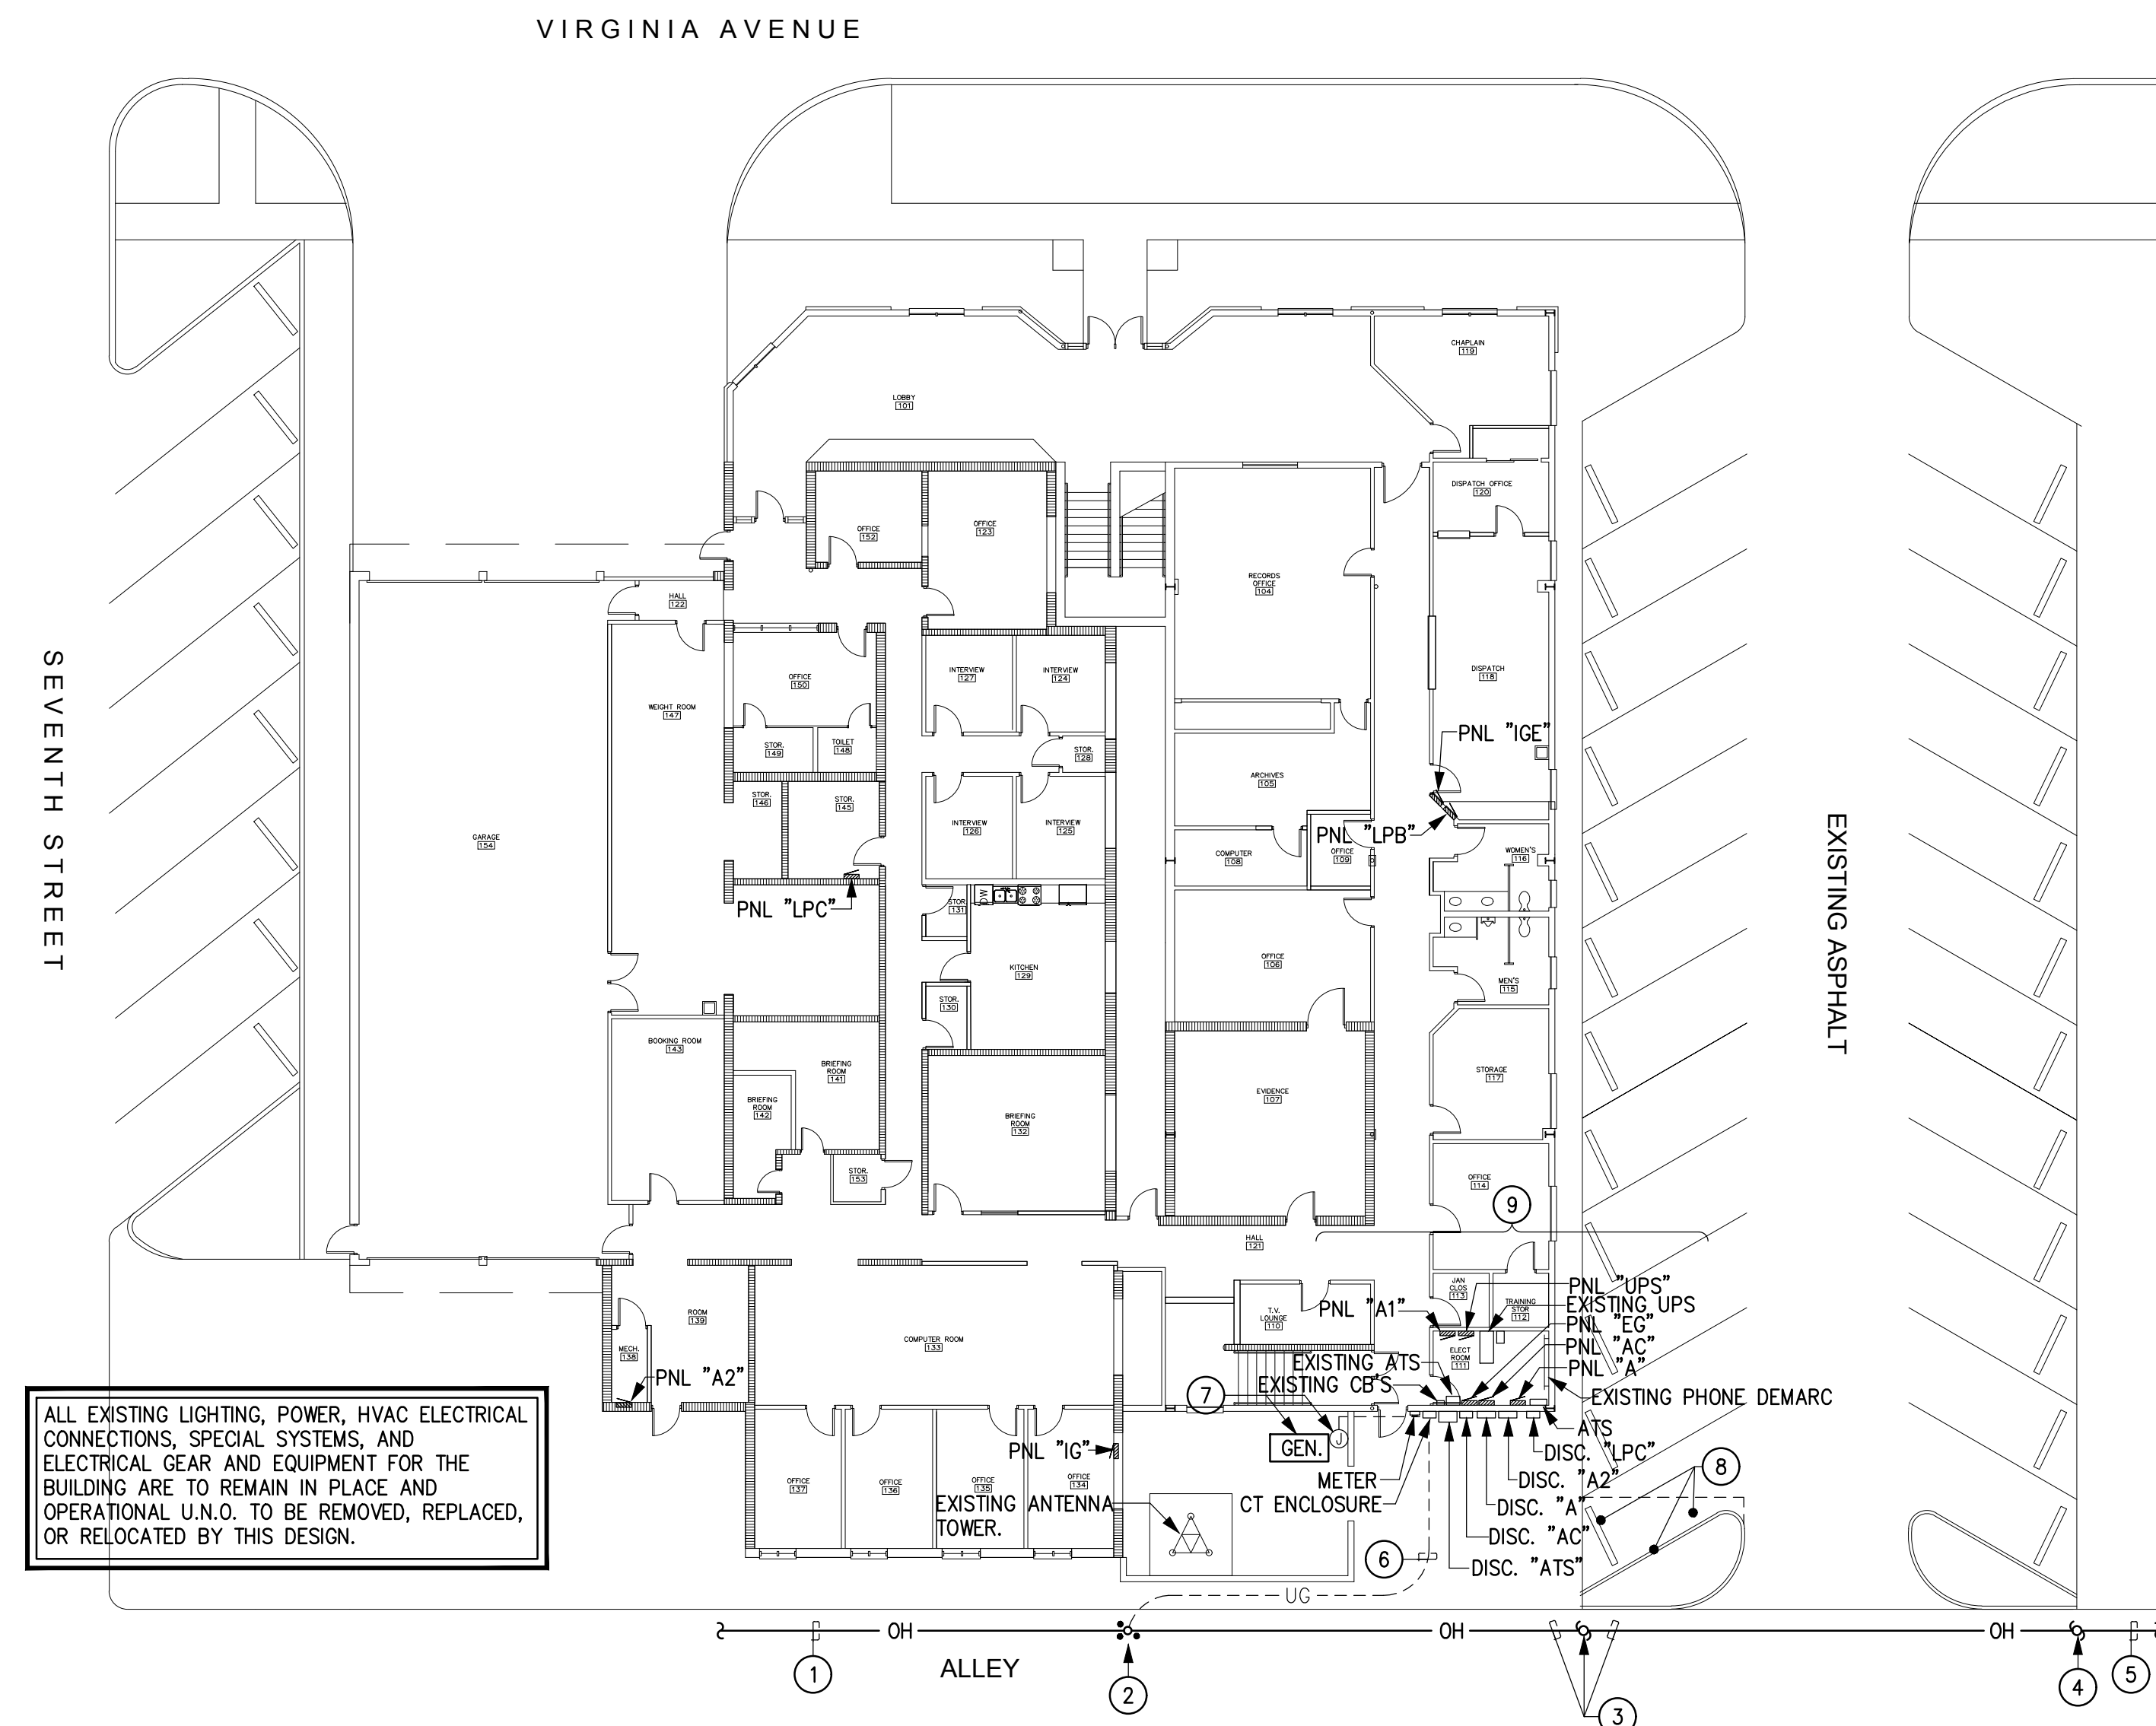 VIRGINIA AVENUE
CHAPLAIN
119
LOBBY
101
DISPATCH OFFICE
120
OFFICE
152
OFFICE
123
RECORDS
OFFICE
104
HALL
122
SEVENTH STREET
WEIGHT ROOM
147
OFFICE
150
INTERVIEW
127
INTERVIEW
124
DISPATCH
118
PNL "IGE"
STOR.
149
TOILET
148
STOR.
128
ARCHIVES
105
STOR.
146
STOR.
145
INTERVIEW
126
INTERVIEW
125
PNL "LPB"
GARAGE
154
COMPUTER
108
OFFICE
109
WOMEN'S
116
EXISTING ASPHALT
PNL "LPC"
STOR.
131
DW
KITCHEN
129
OFFICE
106
MEN'S
115
STOR.
130
BOOKING ROOM
143
BRIEFING
ROOM
141
BRIEFING
ROOM
142
BRIEFING
ROOM
132
EVIDENCE
107
STORAGE
117
STOR.
153
OFFICE
114
9
HALL
121
JAN
CLOS
113
TRAINING
STOR
112
PNL "UPS"
EXISTING UPS
PNL "EG"
PNL "AC"
PNL "A"
EXISTING PHONE DEMARC
ROOM
139
T.V.
LOUNGE
110
PNL "A1"
COMPUTER ROOM
133
MECH.
138
ELECT
ROOM
111
EXISTING ATS
EXISTING CB'S
PNL "A2"
7
ALL EXISTING LIGHTING, POWER, HVAC ELECTRICAL
CONNECTIONS, SPECIAL SYSTEMS, AND
ELECTRICAL GEAR AND EQUIPMENT FOR THE
BUILDING ARE TO REMAIN IN PLACE AND
OPERATIONAL U.N.O. TO BE REMOVED, REPLACED,
OR RELOCATED BY THIS DESIGN.
PNL "IG"
GEN.
J
ATS
DISC. "LPC"
METER
DISC. "A2"
8
OFFICE
137
OFFICE
136
OFFICE
135
OFFICE
134
EXISTING ANTENNA
TOWER.
CT ENCLOSURE
DISC. "A"
DISC. "AC"
6
DISC. "ATS"
UG
OH
OH
OH
ALLEY
1
2
3
4
5